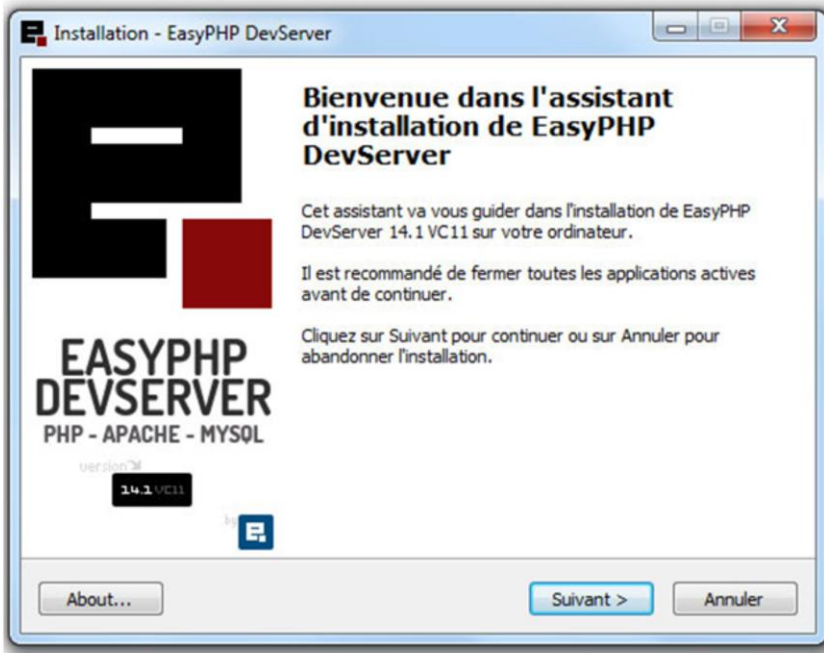 Installation - EasyPHP DevServer
Bienvenue dans l'assistant
d'installation de EasyPHP
DevServer
Cet assistant va vous guider dans l'installation de EasyPHP
DevServer 14.1 VC11 sur votre ordinateur.
Il est recommandé de fermer toutes les applications actives
avant de continuer.
Cliquez sur Suivant pour continuer ou sur Annuler pour
abandonner l'installation.
EASYPHP
DEVSERVER
PHP - APACHE - MYSQL
version
14.1 VC11
by
About...
Suivant >
Annuler